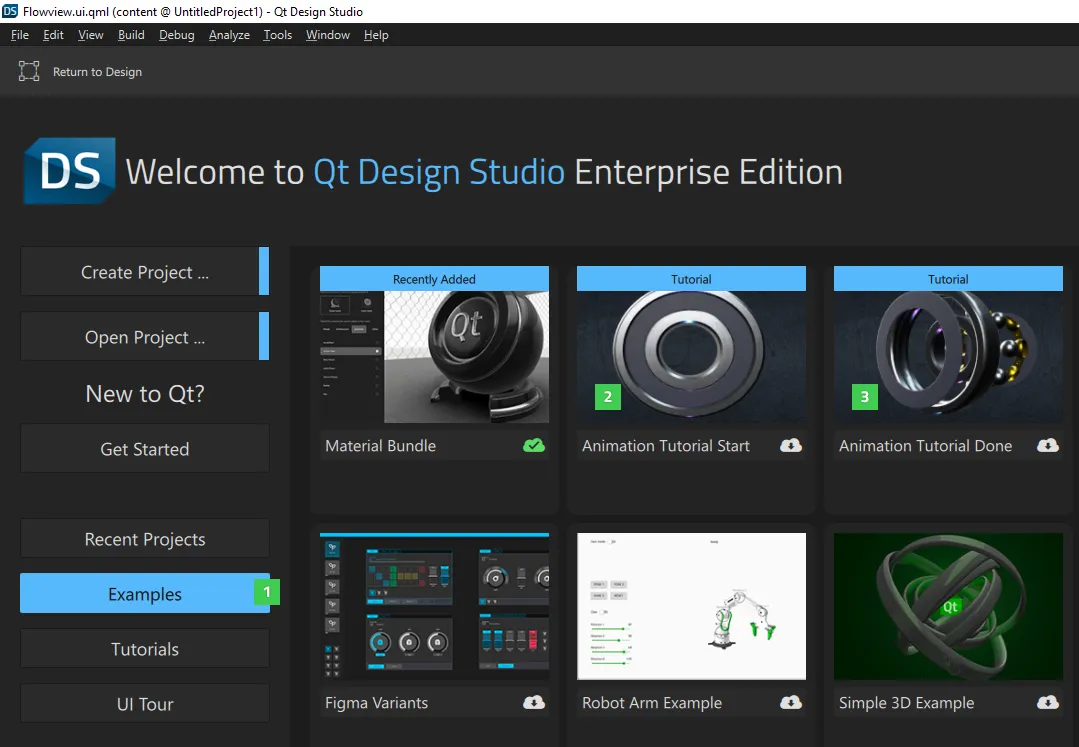 DS Flowview.ui.qml (content @ UntitledProject1) - Qt Design Studio
File Edit View Build Debug Analyze Tools Window Help
Return to Design
DS Welcome to Qt Design Studio Enterprise Edition
Create Project ...
Open Project ...
New to Qt?
Get Started
Recent Projects
Examples 1
Tutorials
UI Tour
Recently Added
Qt
Material Bundle
Tutorial
2
Animation Tutorial Start
Tutorial
3
Animation Tutorial Done
Figma Variants
Robot Arm Example
Qt
Simple 3D Example